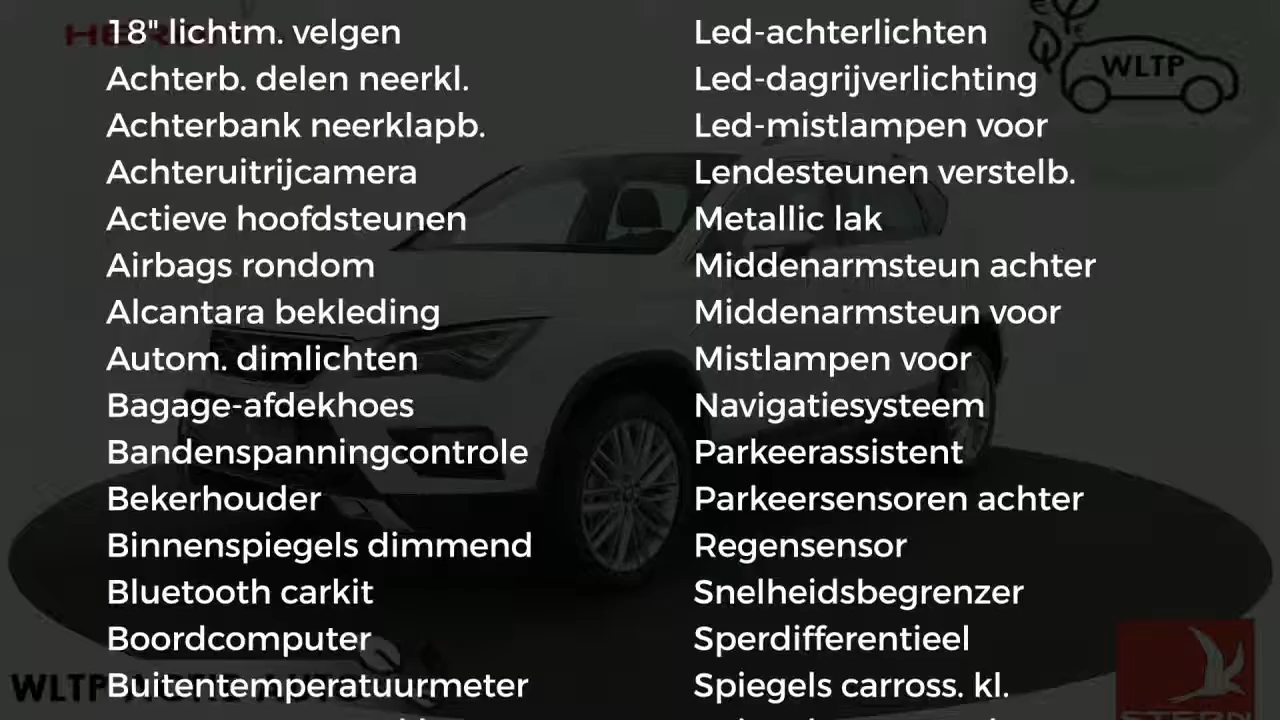 18" lichtm. velgen
Achterb. delen neerkl.
Achterbank neerklapb.
Achteruitrijcamera
Actieve hoofdsteunen
Airbags rondom
Alcantara bekleding
Autom. dimlichten
Bagage-afdekhoes
Bandenspanningcontrole
Bekerhouder
Binnenspiegels dimmend
Bluetooth carkit
Boordcomputer
Buitentemperatuurmeter
Led-achterlichten
Led-dagrijverlichting
Led-mistlampen voor
Lendesteunen verstelb.
Metallic lak
Middenarmsteun achter
Middenarmsteun voor
Mistlampen voor
Navigatiesysteem
Parkeerassistent
Parkeersensoren achter
Regensensor
Snelheidsbegrenzer
Sperdifferentieel
Spiegels carross. kl.
WLTP
WLTP